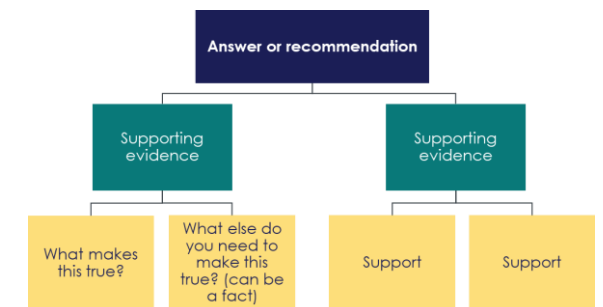 Answer or recommendation
Supporting
evidence
Supporting
evidence
What makes
this true?
What else do
you need to
make this
true? (can be
a fact)
Support
Support